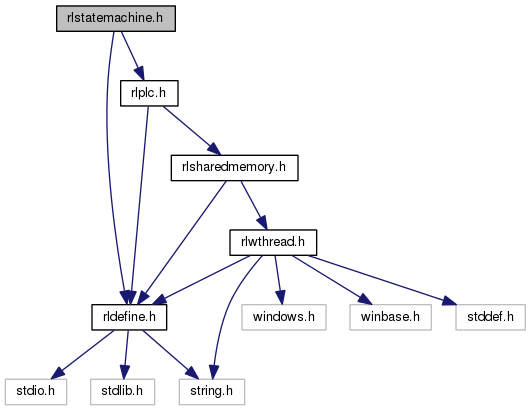 rlstatemachine.h
rlplc.h
rlsharedmemory.h
rlwthread.h
rldefine.h
windows.h
winbase.h
stddef.h
stdio.h
stdlib.h
string.h